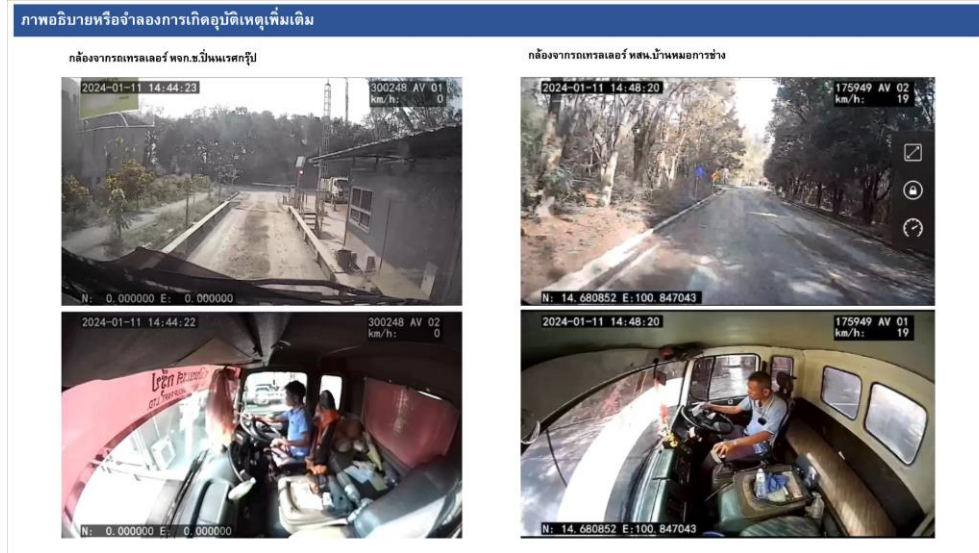 ภาพอธิบายหรือจำลองการเกิดอุบัติเหตุเพิ่มเติม
กล้องจากรถเทรลเลอร์ หจก.ช.ปิ่นนเรศกรุ๊ป
กล้องจากรถเทรลเลอร์ หสน.บ้านหมอการช่าง
2024-01-11 14:44:23
300248 AV 01
km/h: 0
N: 0.000000 E: 0.000000
2024-01-11 14:48:20
175949 AV 02
km/h: 19
N: 14.680852 E:100.847043
2024-01-11 14:44:22
300248 AV 02
km/h: 0
N: 0.000000 E: 0.000000
2024-01-11 14:48:20
175949 AV 01
km/h: 19
N: 14.680852 E:100.847043